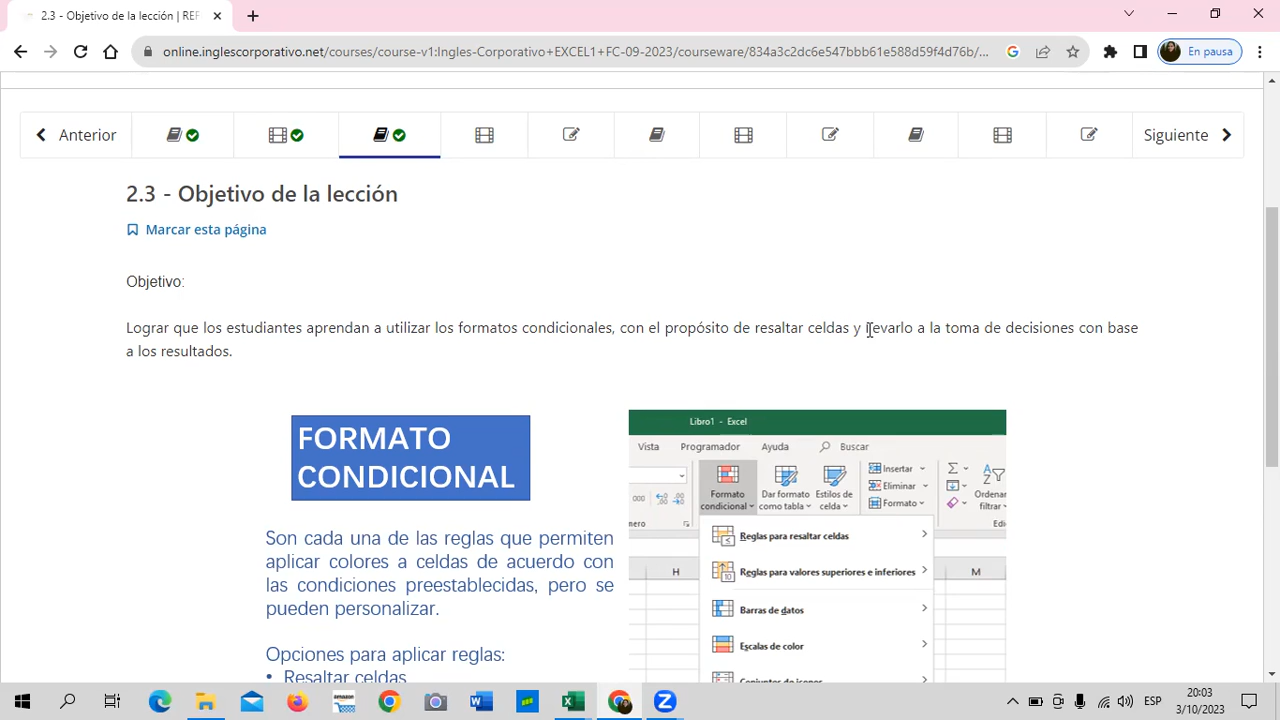 2.3 - Objetivo de la lección | REF
online.inglescorporativo.net/courses/course-v1:Ingles-Corporativo+EXCEL1+FC-09-2023/courseware/834a3c2dc6e547bbb61e588d59f4d76b/...
En pausa
Anterior
Siguiente
2.3 - Objetivo de la lección
Marcar esta página
Objetivo:
Lograr que los estudiantes aprendan a utilizar los formatos condicionales, con el propósito de resaltar celdas y llevarlo a la toma de decisiones con base
a los resultados.
FORMATO
CONDICIONAL
Son cada una de las reglas que permiten
aplicar colores a celdas de acuerdo con
las condiciones preestablecidas, pero se
pueden personalizar.
Opciones para aplicar reglas:
• Resaltar celdas
Libro1 - Excel
Vista Programador Ayuda Buscar
Formato
condicional
Dar formato
como tabla
Estilos de
celda
Insertar
Eliminar
Formato
Ordenar
filtrar
000
mero
Reglas para resaltar celdas
Reglas para valores superiores e inferiores
Barras de datos
Escalas de color
Conjuntos de iconos
H
M
ESP
20:03
3/10/2023